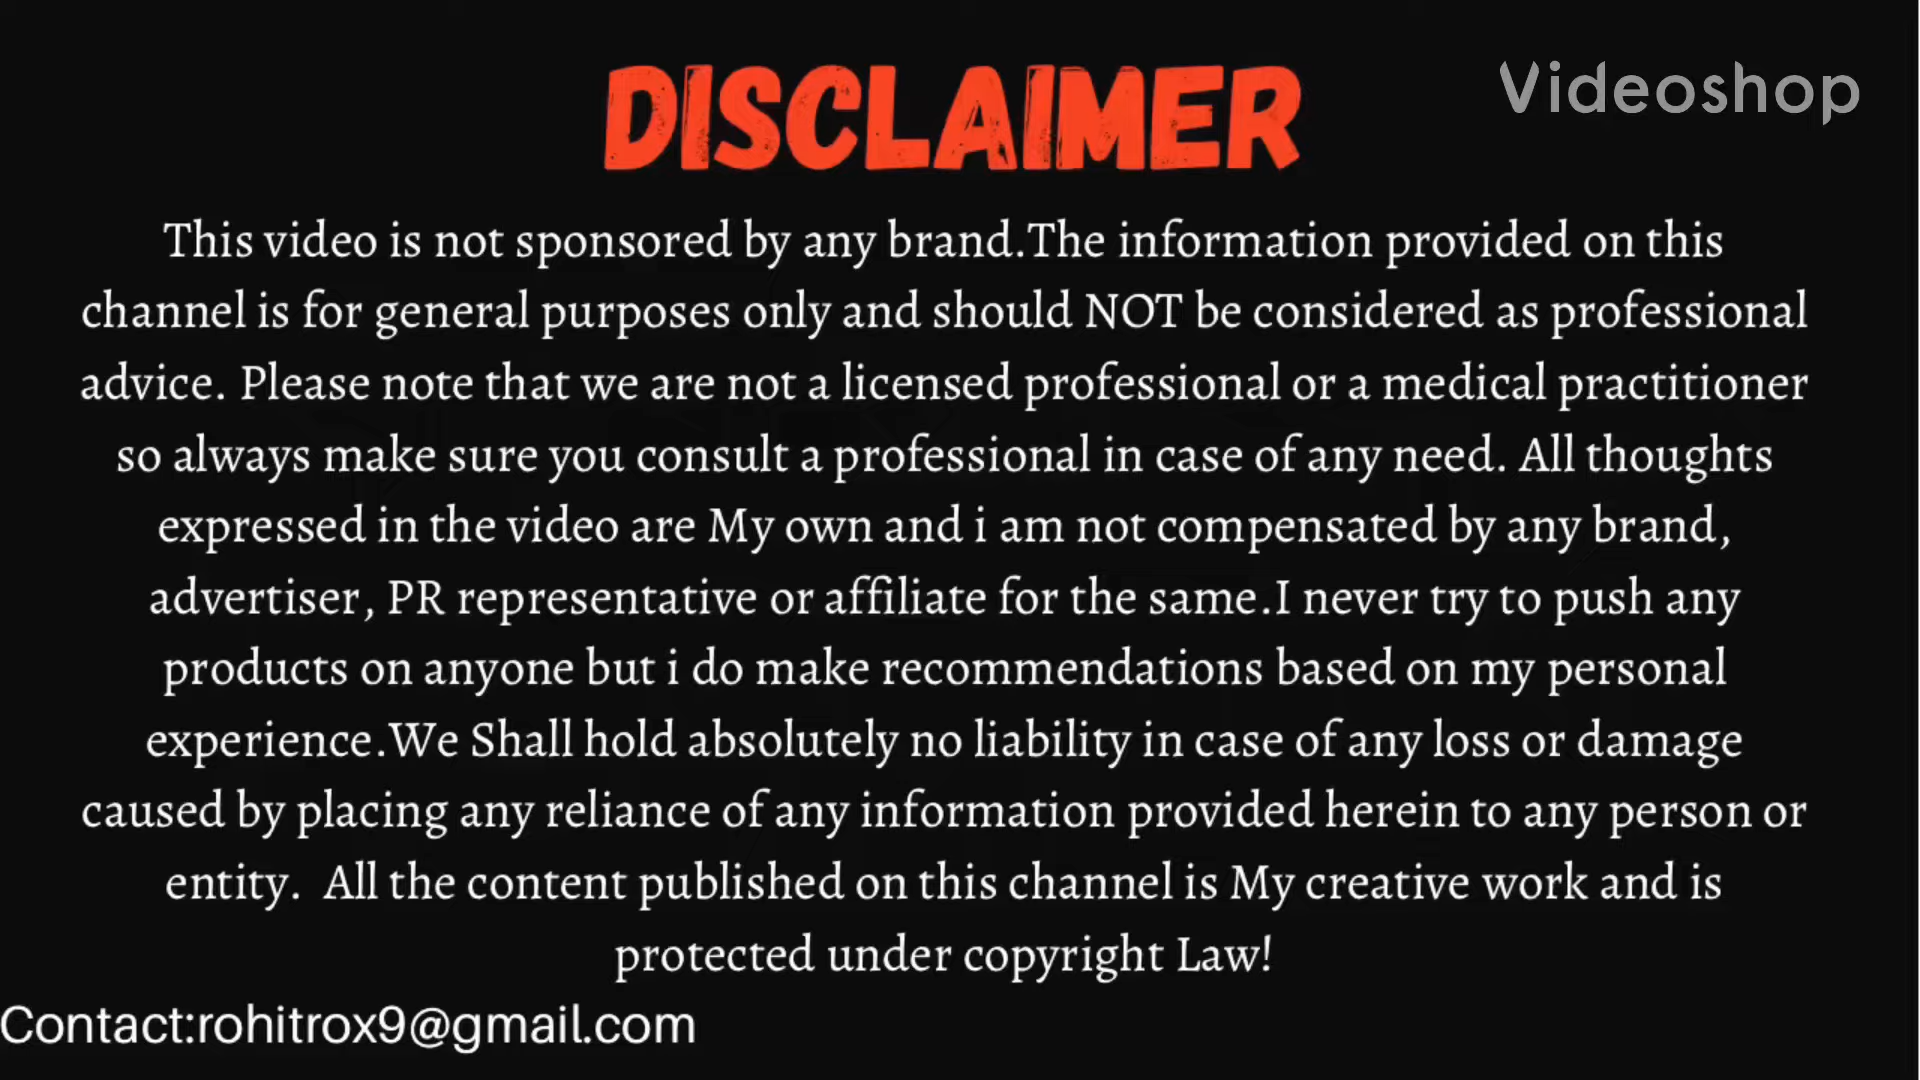 DISCLAIMER
Videoshop
This video is not sponsored by any brand.The information provided on this
channel is for general purposes only and should NOT be considered as professional
advice. Please note that we are not a licensed professional or a medical practitioner
so always make sure you consult a professional in case of any need. All thoughts
expressed in the video are My own and i am not compensated by any brand,
advertiser, PR representative or affiliate for the same.I never try to push any
products on anyone but i do make recommendations based on my personal
experience.We Shall hold absolutely no liability in case of any loss or damage
caused by placing any reliance of any information provided herein to any person or
entity.  All the content published on this channel is My creative work and is
protected under copyright Law!
Contact:rohitrox9@gmail.com